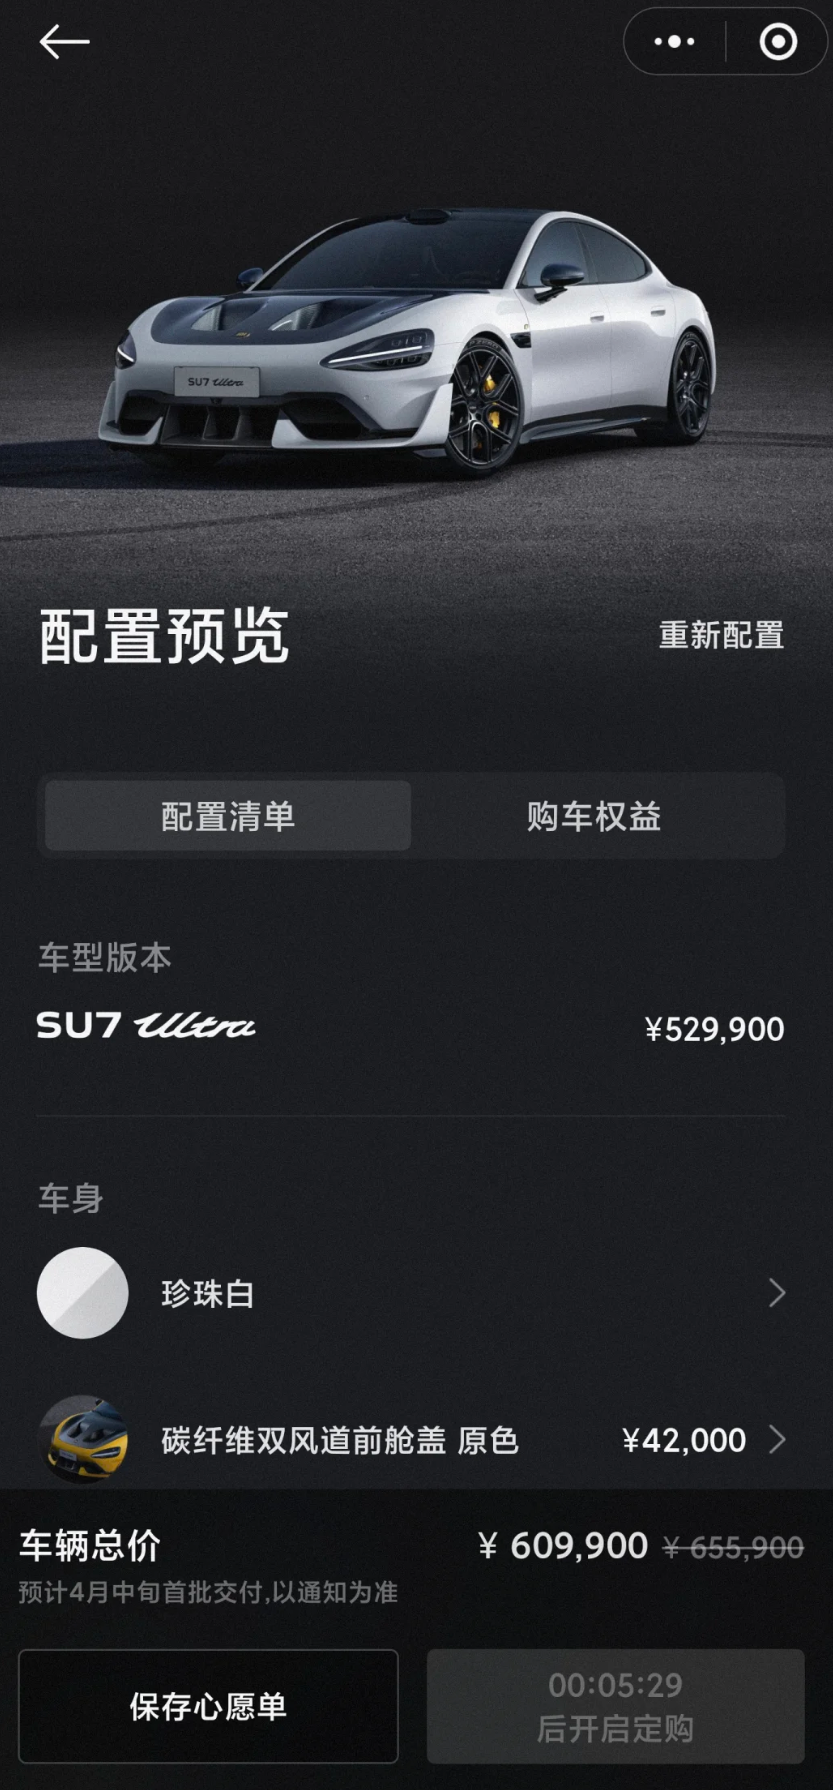 SU7 Ultra
配置预览
重新配置
配置清单
购车权益
车型版本
SU7 Ultra
¥529,900
车身
珍珠白
碳纤维双风道前舱盖 原色
¥42,000
车辆总价
¥ 609,900 ¥ 655,900
预计4月中旬首批交付,以通知为准
保存心愿单
00:05:29
后开启定购